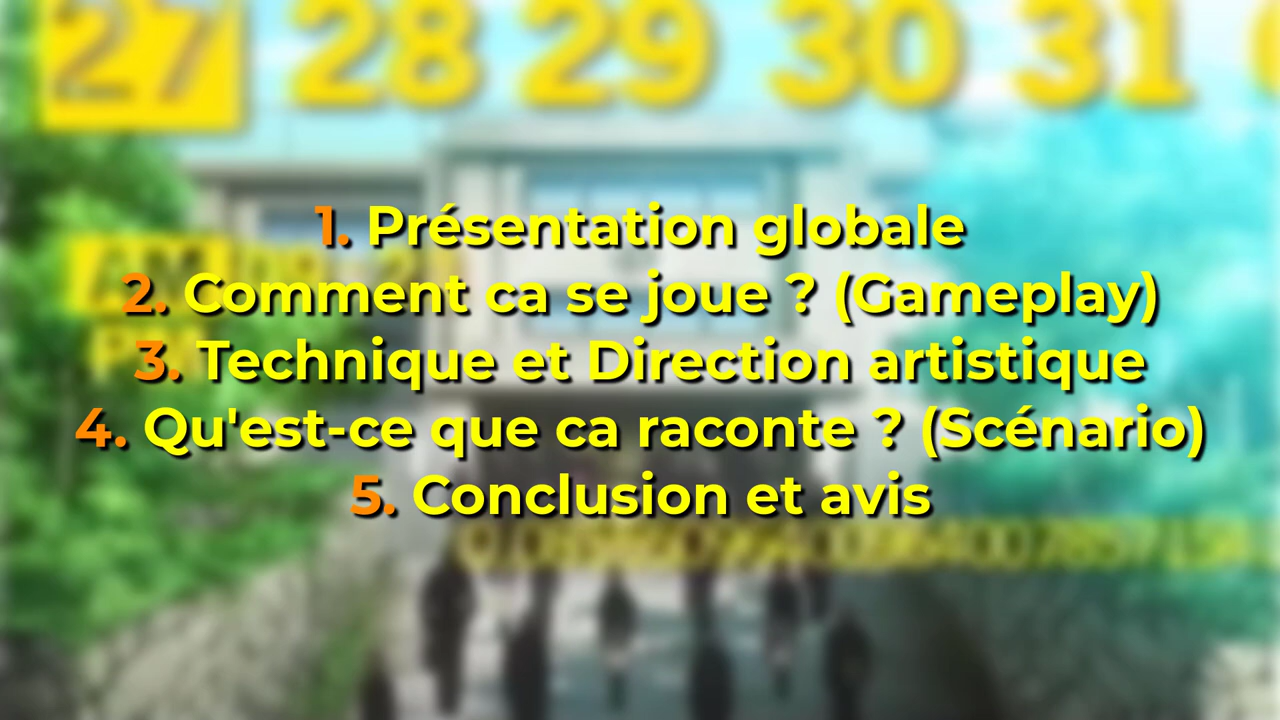 27 28 29 30 31
1. Présentation globale
2. Comment ca se joue ? (Gameplay)
3. Technique et Direction artistique
4. Qu'est-ce que ca raconte ? (Scénario)
5. Conclusion et avis